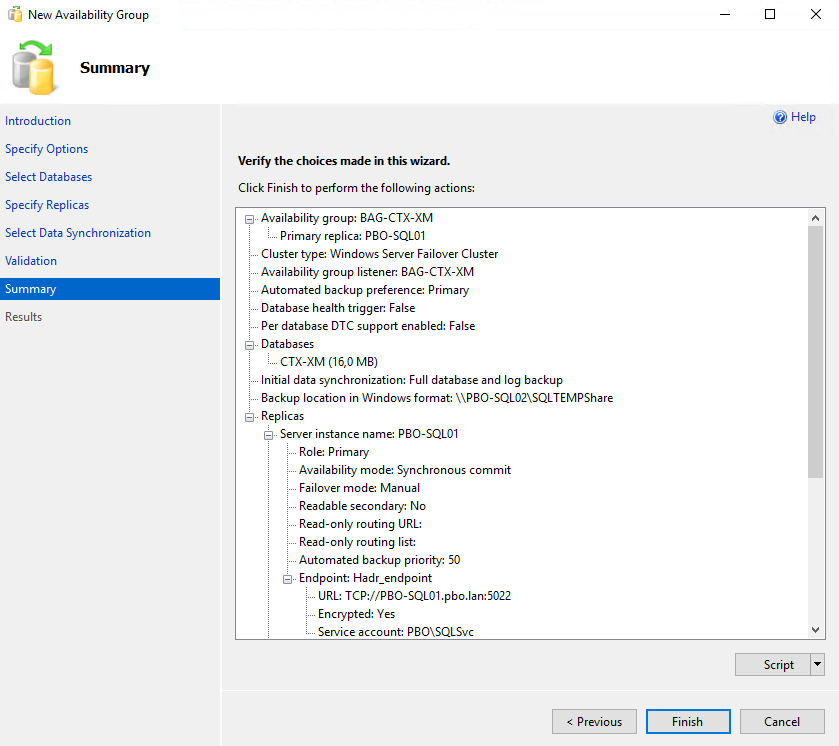 New Availability Group
Summary
Introduction
Specify Options
Select Databases
Specify Replicas
Select Data Synchronization
Validation
Summary
Results
Help
Verify the choices made in this wizard.
Click Finish to perform the following actions:
Availability group: BAG-CTX-XM
Primary replica: PBO-SQL01
Cluster type: Windows Server Failover Cluster
Availability group listener: BAG-CTX-XM
Automated backup preference: Primary
Database health trigger: False
Per database DTC support enabled: False
Databases
CTX-XM (16,0 MB)
Initial data synchronization: Full database and log backup
Backup location in Windows format: \\PBO-SQL02\SQLTEMPShare
Replicas
Server instance name: PBO-SQL01
Role: Primary
Availability mode: Synchronous commit
Failover mode: Manual
Readable secondary: No
Read-only routing URL:
Read-only routing list:
Automated backup priority: 50
Endpoint: Hadr_endpoint
URL: TCP://PBO-SQL01.pbo.lan:5022
Encrypted: Yes
Service account: PBO\SQLSvc
Script
< Previous
Finish
Cancel